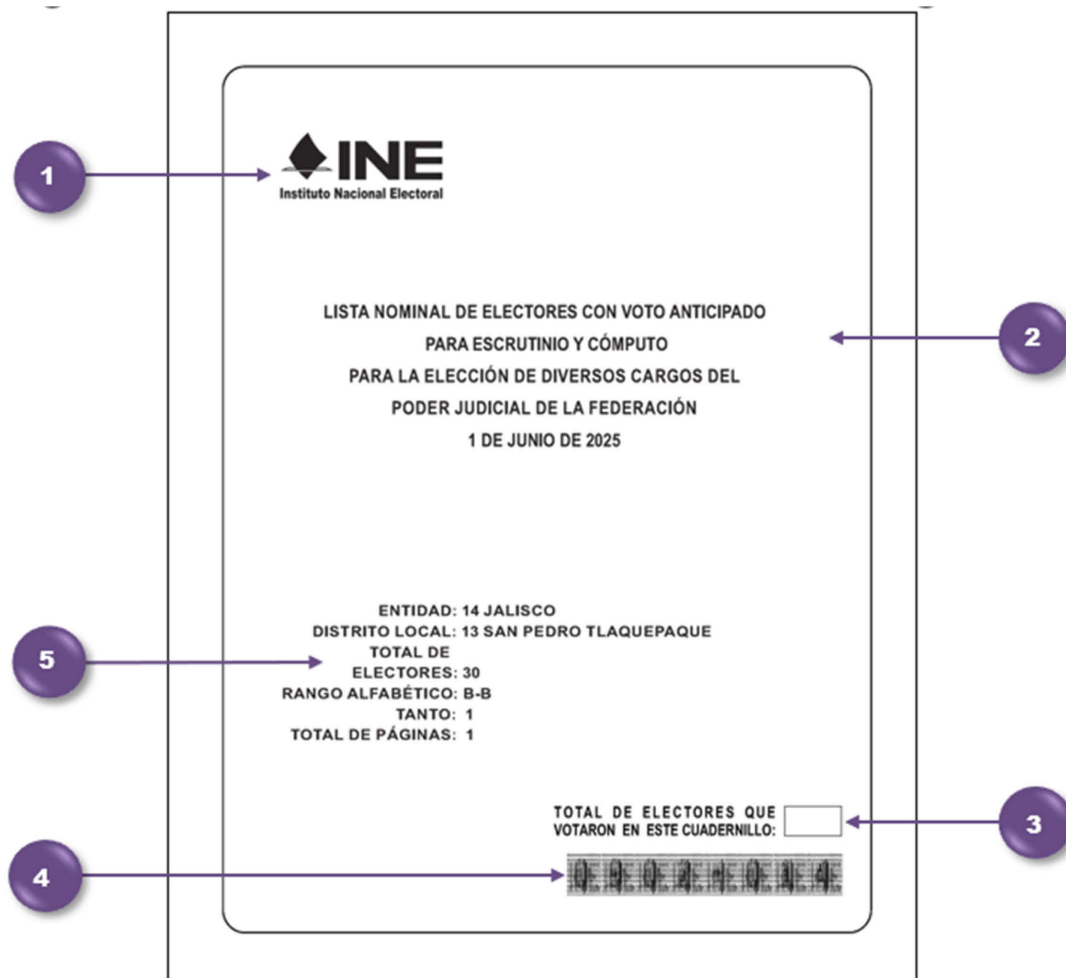 1
INE
Instituto Nacional Electoral
LISTA NOMINAL DE ELECTORES CON VOTO ANTICIPADO
PARA ESCRUTINIO Y CÓMPUTO
PARA LA ELECCIÓN DE DIVERSOS CARGOS DEL
PODER JUDICIAL DE LA FEDERACIÓN
1 DE JUNIO DE 2025
2
ENTIDAD: 14 JALISCO
DISTRITO LOCAL: 13 SAN PEDRO TLAQUEPAQUE
TOTAL DE
ELECTORES: 30
RANGO ALFABÉTICO: B-B
TANTO: 1
TOTAL DE PÁGINAS: 1
5
TOTAL DE ELECTORES QUE
VOTARON EN ESTE CUADERNILLO:
3
4